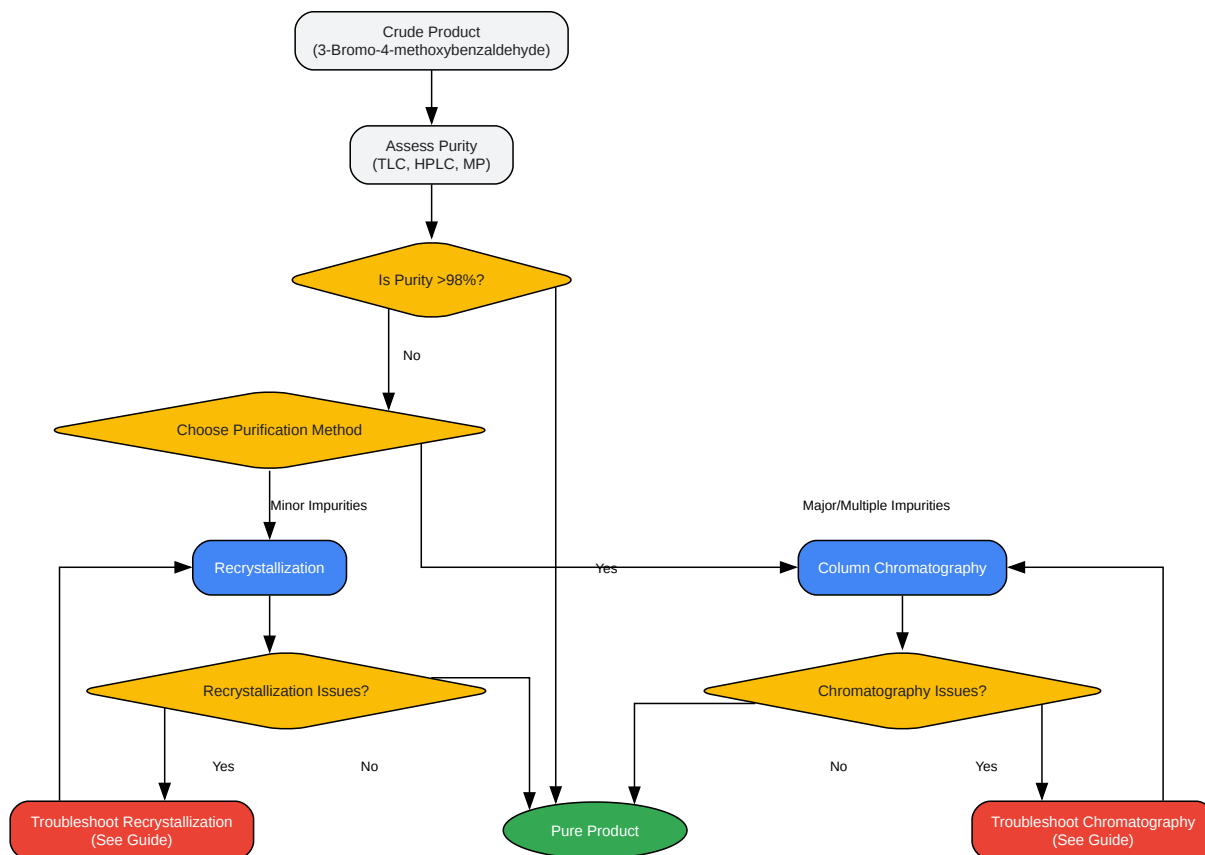 Crude Product
(3-Bromo-4-methoxybenzaldehyde)
Assess Purity
(TLC, HPLC, MP)
Is Purity >98%?
No
Choose Purification Method
Minor Impurities
Major/Multiple Impurities
Recrystallization
Yes
Column Chromatography
Recrystallization Issues?
Chromatography Issues?
Yes
No
No
Yes
Troubleshoot Recrystallization
(See Guide)
Pure Product
Troubleshoot Chromatography
(See Guide)